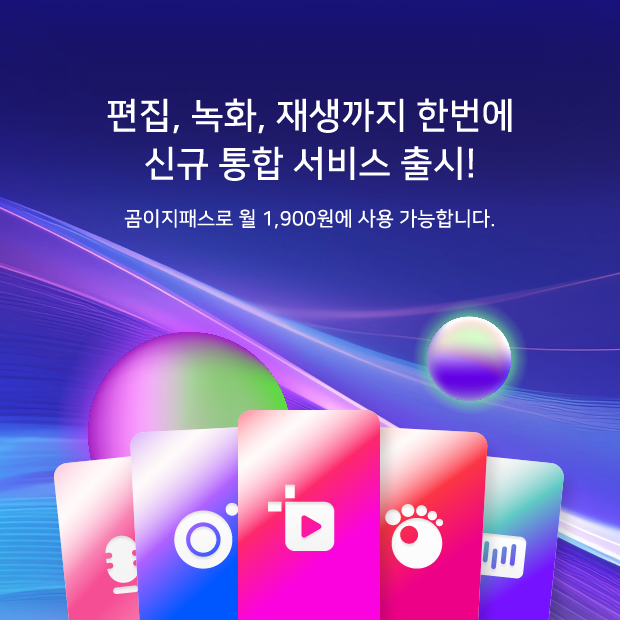 편집, 녹화, 재생까지 한번에
신규 통합 서비스 출시!
곰이지패스로 월 1,900원에 사용 가능합니다.